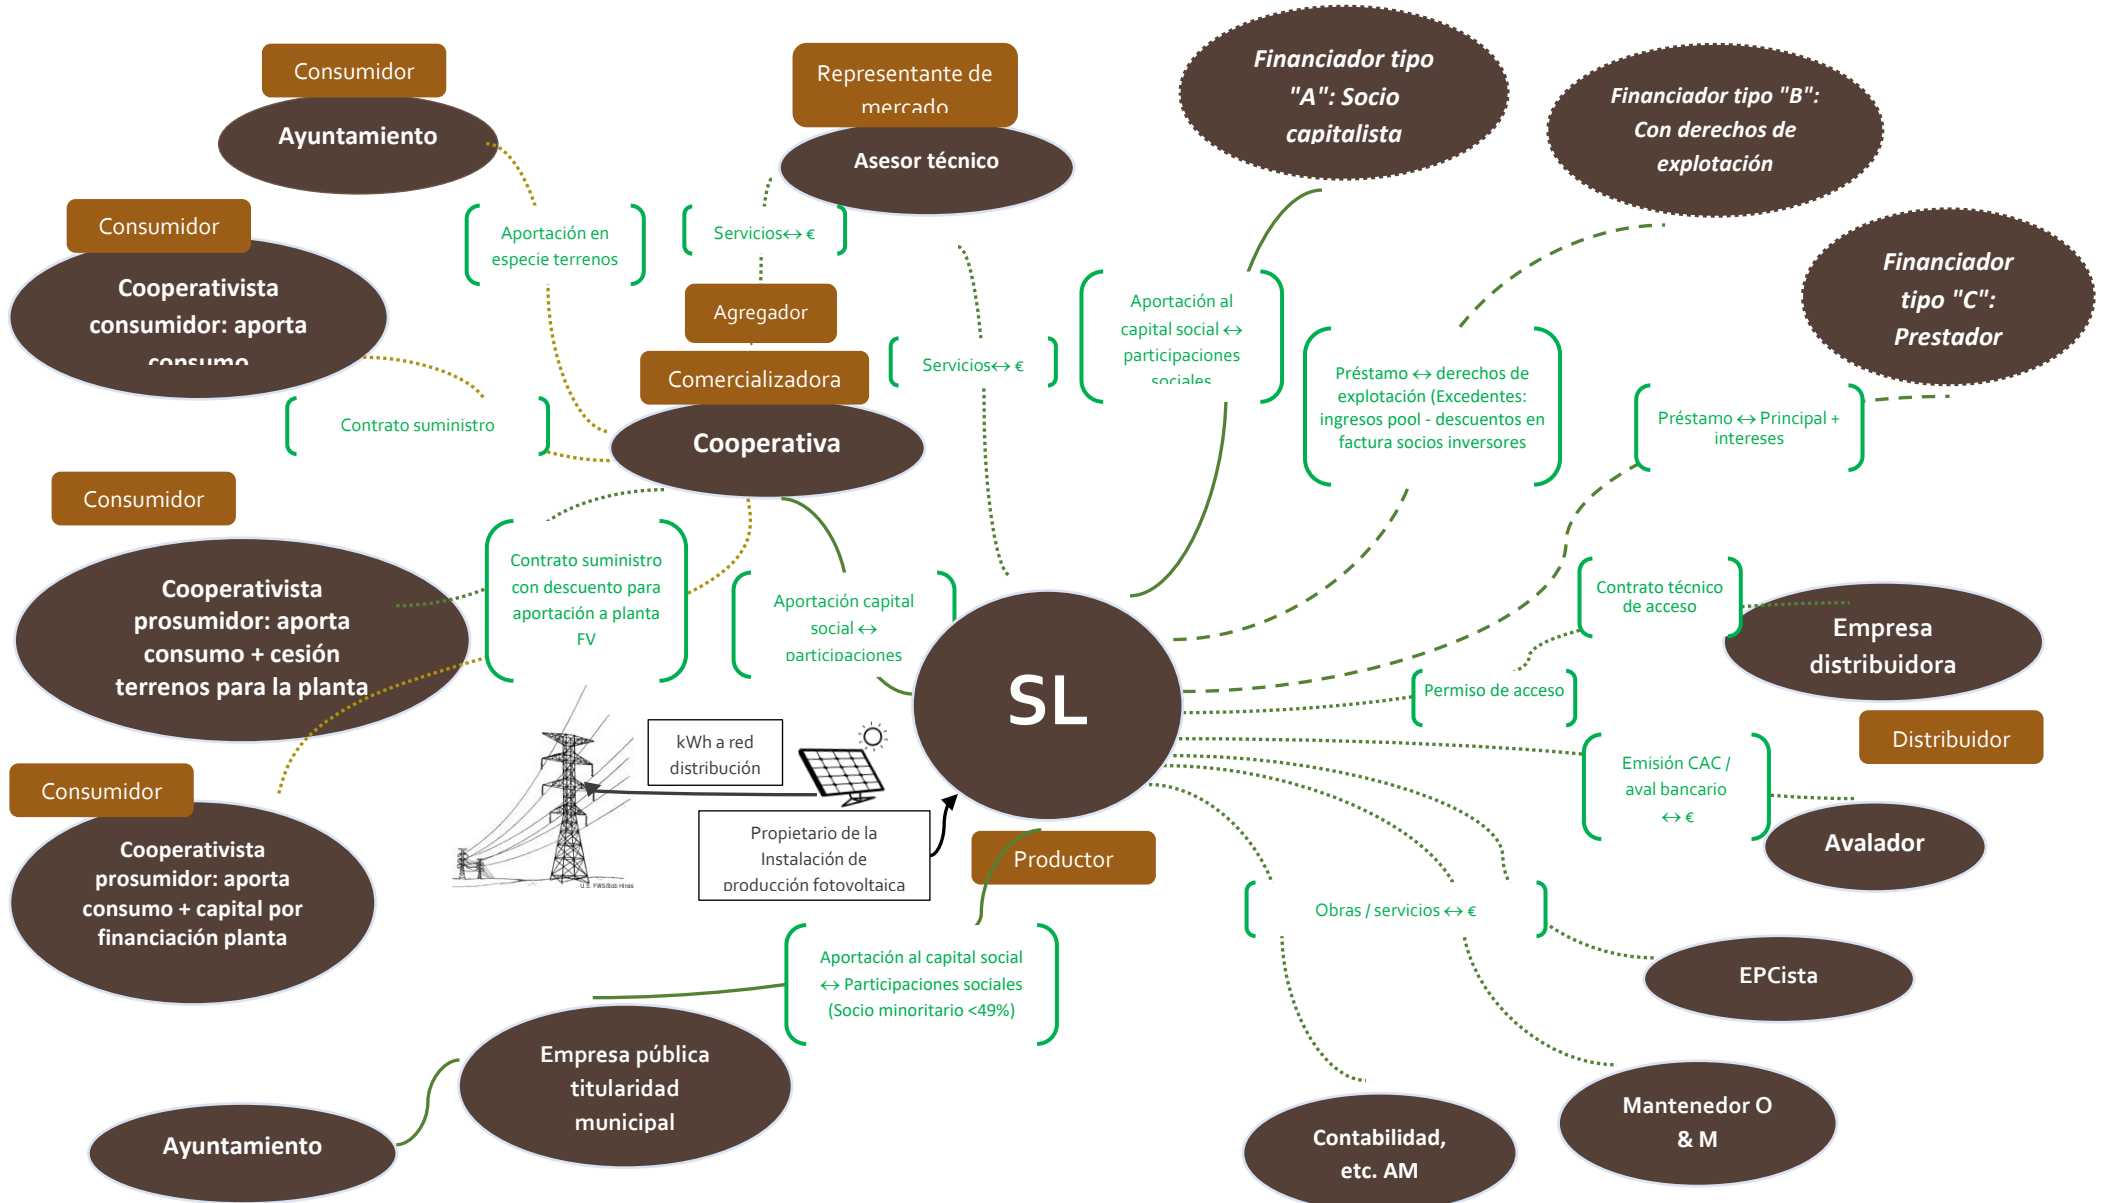 Consumidor
Ayuntamiento
Representante de
mercado
Asesor técnico
Financiador tipo
"A": Socio
capitalista
Financiador tipo "B":
Con derechos de
explotación
Financiador
tipo "C":
Prestador
Consumidor
Cooperativista
consumidor: aporta
consumo
Aportación en
especie terrenos
Servicios↔ €
Agregador
Comercializadora
Cooperativa
Contrato suministro
Servicios↔ €
Aportación al
capital social ↔
participaciones
sociales
Préstamo ↔ derechos de
explotación (Excedentes:
ingresos pool - descuentos en
factura socios inversores
Préstamo ↔ Principal +
intereses
Consumidor
Cooperativista
prosumidor: aporta
consumo + cesión
terrenos para la planta
Contrato suministro
con descuento para
aportación a planta
FV
Aportación capital
social ↔
participaciones
SL
Contrato técnico
de acceso
Empresa
distribuidora
Permiso de acceso
Distribuidor
Emisión CAC /
aval bancario
↔ €
Avalador
Consumidor
Cooperativista
prosumidor: aporta
consumo + capital por
financiación planta
kWh a red
distribución
U.S. FWS/Bob Hines
Propietario de la
Instalación de
producción fotovoltaica
Productor
Obras / servicios ↔ €
EPCista
Aportación al capital social
↔ Participaciones sociales
(Socio minoritario <49%)
Empresa pública
titularidad
municipal
Ayuntamiento
Contabilidad,
etc. AM
Mantenedor O
& M